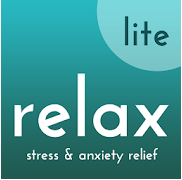 lite
relax
stress & anxiety relief